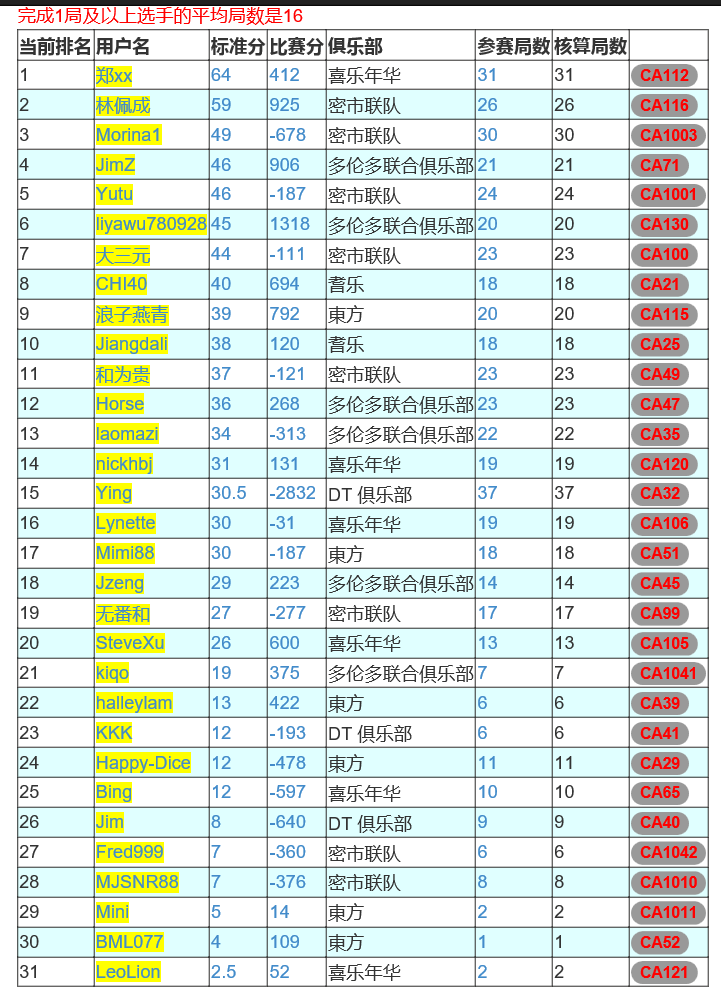 完成1局及以上选手的平均局数是16
当前排名 用户名 标准分 比赛分 俱乐部 参赛局数 核算局数
1 郑xx 64 412 喜乐年华 31 31 CA112
2 林佩成 59 925 密市联队 26 26 CA116
3 Morina1 49 -678 密市联队 30 30 CA1003
4 JimZ 46 906 多伦多联合俱乐部 21 21 CA71
5 Yutu 46 -187 密市联队 24 24 CA1001
6 liyawu780928 45 1318 多伦多联合俱乐部 20 20 CA130
7 大三元 44 -111 密市联队 23 23 CA100
8 CHI40 40 694 耆乐 18 18 CA21
9 浪子燕青 39 792 東方 20 20 CA115
10 Jiangdali 38 120 耆乐 18 18 CA25
11 和为贵 37 -121 密市联队 23 23 CA49
12 Horse 36 268 多伦多联合俱乐部 23 23 CA47
13 laomazi 34 -313 多伦多联合俱乐部 22 22 CA35
14 nickhbj 31 131 喜乐年华 19 19 CA120
15 Ying 30.5 -2832 DT 俱乐部 37 37 CA32
16 Lynette 30 -31 喜乐年华 19 19 CA106
17 Mimi88 30 -187 東方 18 18 CA51
18 Jzeng 29 223 多伦多联合俱乐部 14 14 CA45
19 无番和 27 -277 密市联队 17 17 CA99
20 SteveXu 26 600 喜乐年华 13 13 CA105
21 kiqo 19 375 多伦多联合俱乐部 7 7 CA1041
22 halleylam 13 422 東方 6 6 CA39
23 KKK 12 -193 DT 俱乐部 6 6 CA41
24 Happy-Dice 12 -478 東方 11 11 CA29
25 Bing 12 -597 喜乐年华 10 10 CA65
26 Jim 8 -640 DT 俱乐部 9 9 CA40
27 Fred999 7 -360 密市联队 6 6 CA1042
28 MJSNR88 7 -376 密市联队 8 8 CA1010
29 Mini 5 14 東方 2 2 CA1011
30 BML077 4 109 東方 1 1 CA52
31 LeoLion 2.5 52 喜乐年华 2 2 CA121